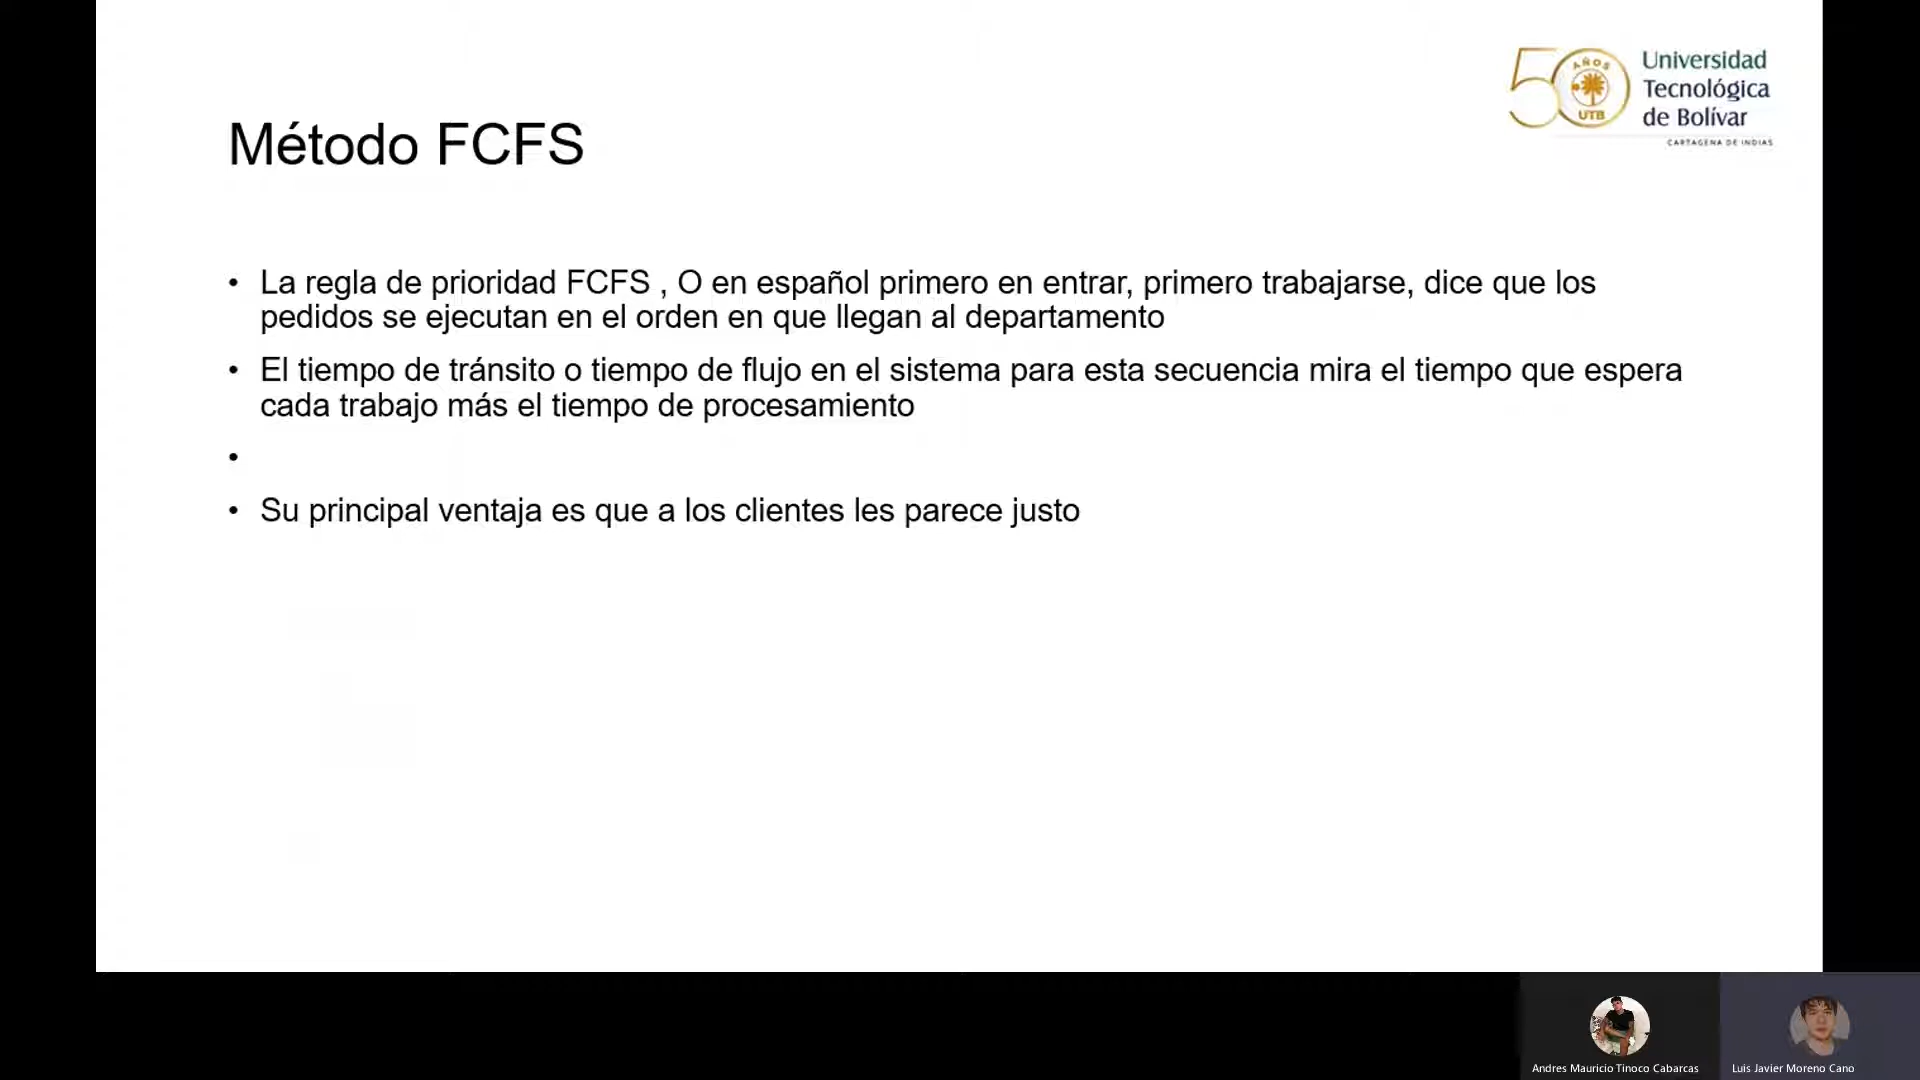 50
AÑOS
UTB
Universidad
Tecnológica
de Bolívar
CARTAGENA DE INDIAS
Método FCFS
• La regla de prioridad FCFS , O en español primero en entrar, primero trabajarse, dice que los
pedidos se ejecutan en el orden en que llegan al departamento
• El tiempo de tránsito o tiempo de flujo en el sistema para esta secuencia mira el tiempo que espera
cada trabajo más el tiempo de procesamiento
•
• Su principal ventaja es que a los clientes les parece justo
Andres Mauricio Tinoco Cabarcas
Luis Javier Moreno Cano